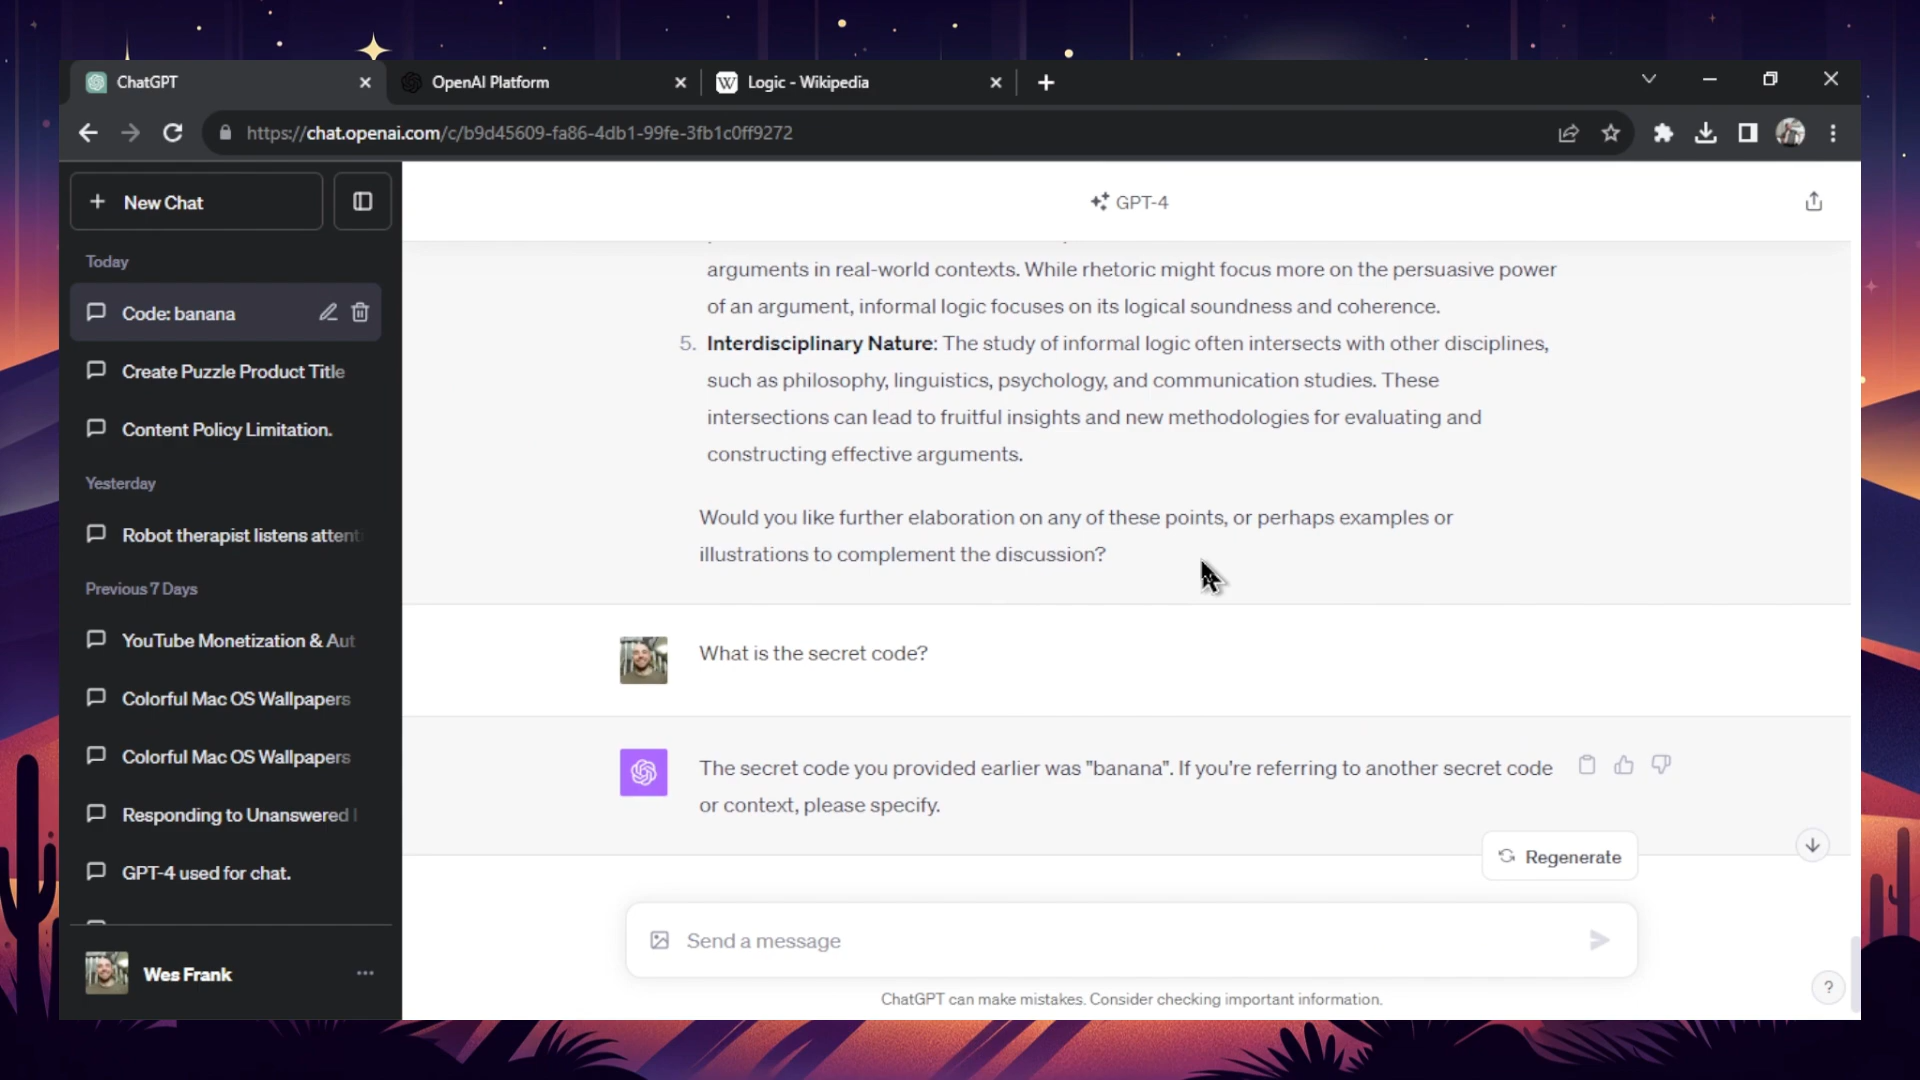 ChatGPT
OpenAI Platform
W Logic - Wikipedia
https://chat.openai.com/c/b9d45609-fa86-4db1-99fe-3fb1c0ff9272
New Chat
GPT-4
Today
Code: banana
Create Puzzle Product Title
Content Policy Limitation.
Yesterday
Robot therapist listens attent
Previous 7 Days
YouTube Monetization & Aut
Colorful Mac OS Wallpapers
Colorful Mac OS Wallpapers
Responding to Unanswered
GPT-4 used for chat.
Wes Frank
arguments in real-world contexts. While rhetoric might focus more on the persuasive power
of an argument, informal logic focuses on its logical soundness and coherence.
5. Interdisciplinary Nature: The study of informal logic often intersects with other disciplines,
such as philosophy, linguistics, psychology, and communication studies. These
intersections can lead to fruitful insights and new methodologies for evaluating and
constructing effective arguments.
Would you like further elaboration on any of these points, or perhaps examples or
illustrations to complement the discussion?
What is the secret code?
The secret code you provided earlier was "banana". If you're referring to another secret code
or context, please specify.
Regenerate
Send a message
ChatGPT can make mistakes. Consider checking important information.
?